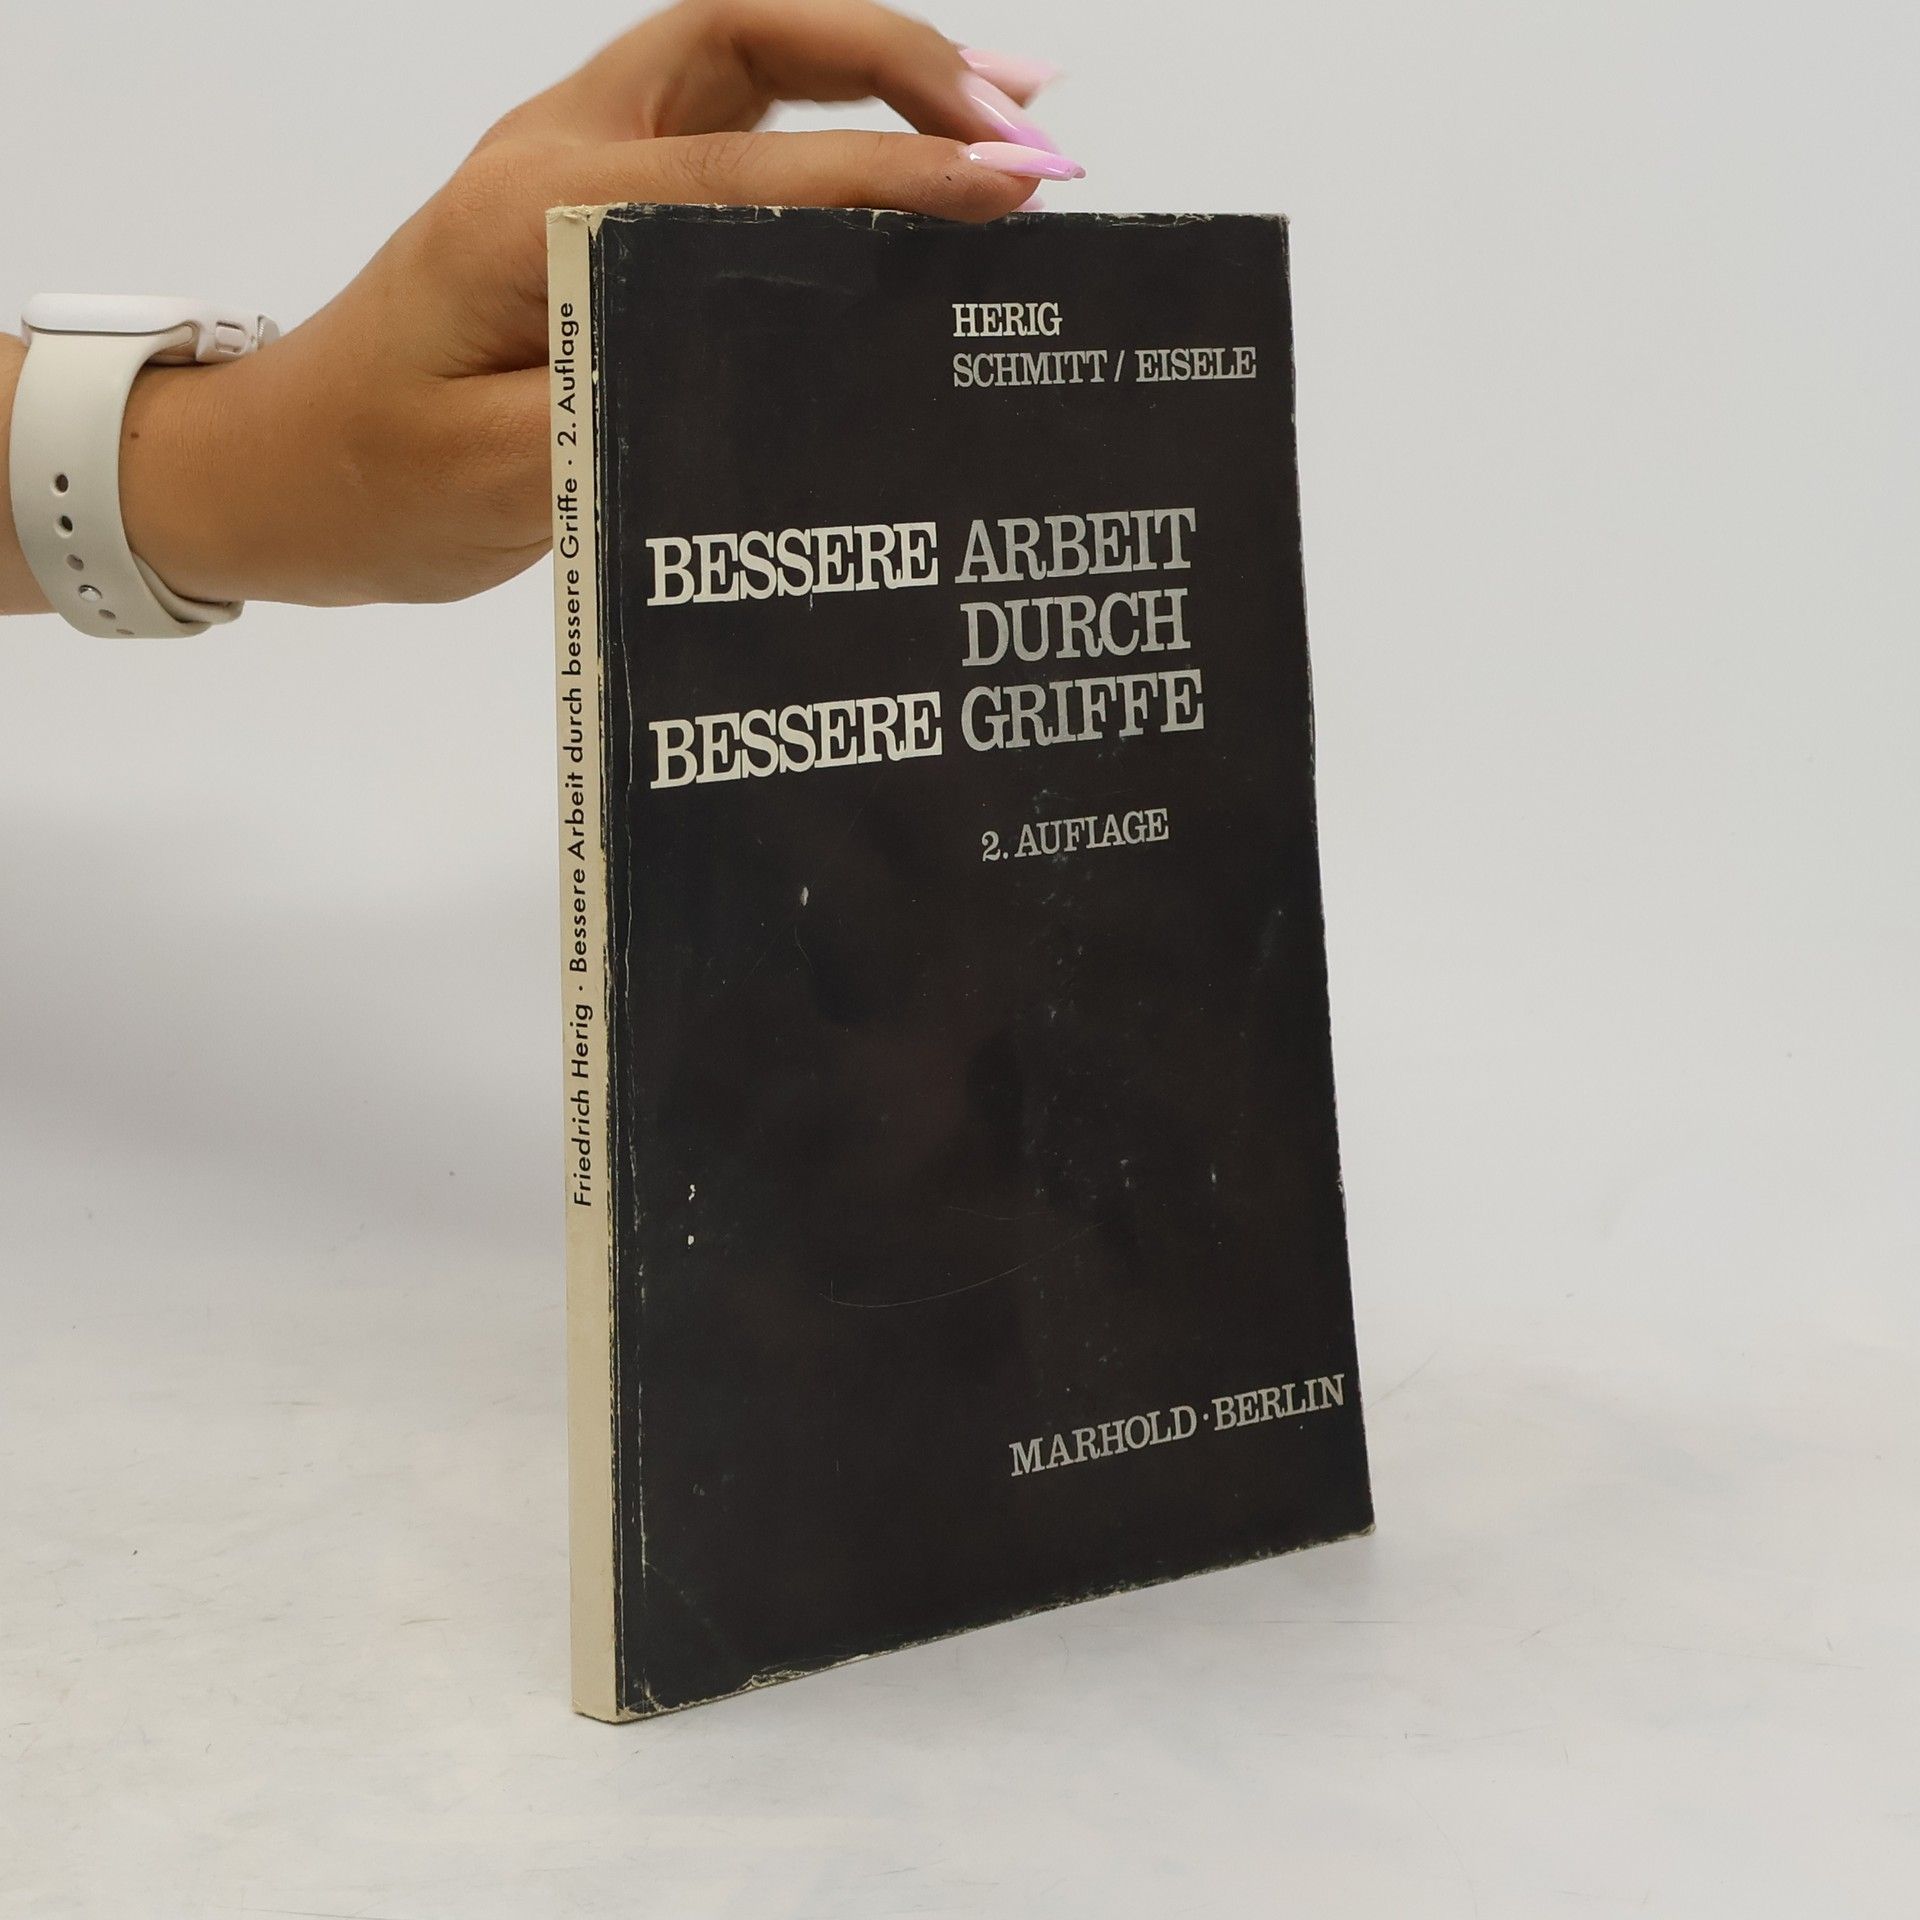 HERIG
SCHMITT / EISELE
BESSERE ARBEIT
DURCH
BESSERE GRIFFE
2. AUFLAGE
MARHOLD · BERLIN
Friedrich Herig · Bessere Arbeit durch bessere Griffe · 2. Auflage